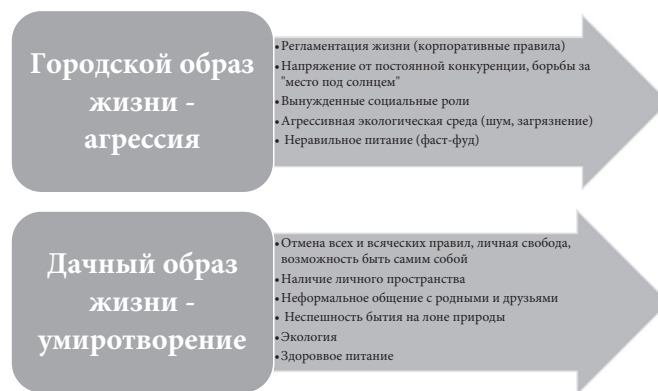 Городской образ
жизни -
агрессия
•Регламентация жизни (корпоративные правила)
•Напряжение от постоянной конкуренции, борьбы за
"место под солнцем"
•Вынужденные социальные роли
•Агрессивная экологическая среда (шум, загрязнение)
• Неравильное питание (фаст-фуд)
Дачный образ
жизни -
умиротворение
•Отмена всех и всяческих правил, личная свобода,
возможность быть самим собой
•Наличие личного пространства
•Неформальное общение с родными и друзьями
• Неспешность бытия на лоне природы
•Экология
•Здороввое питание